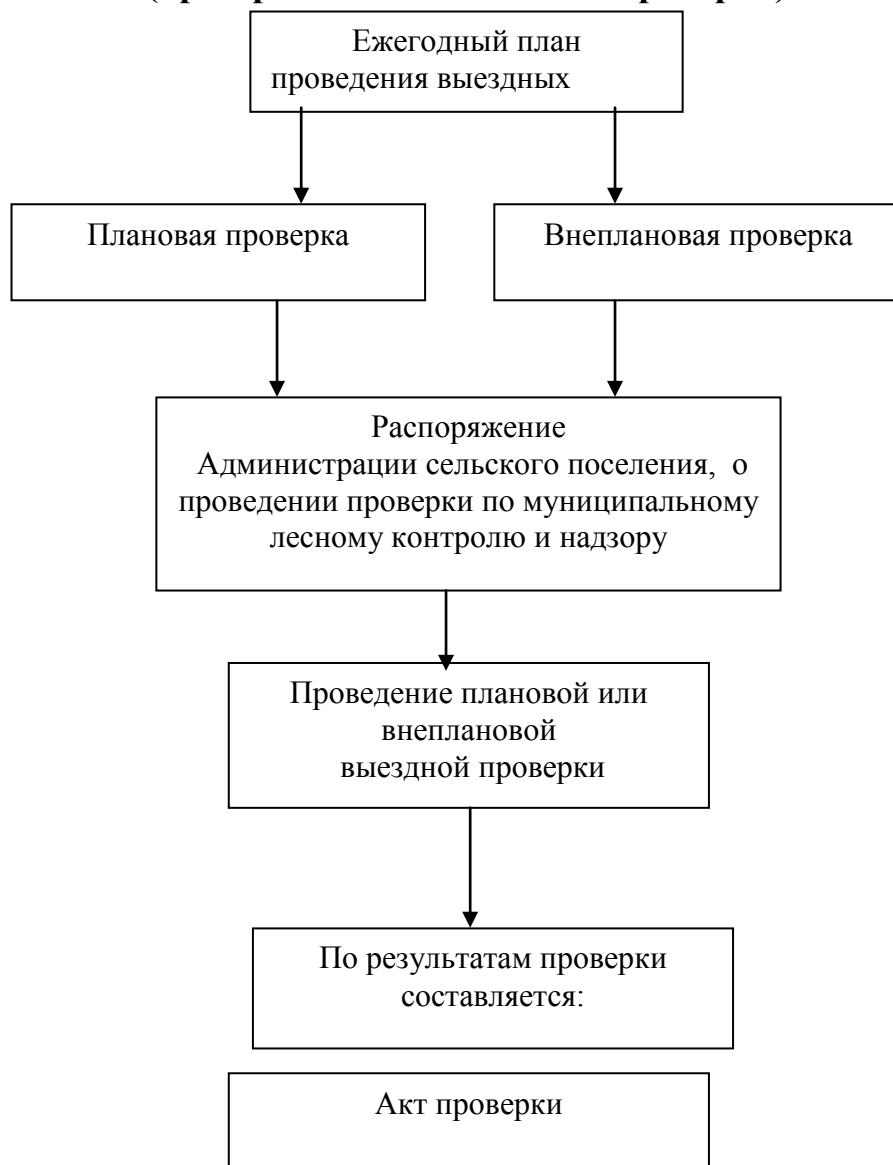 Ежегодный план
проведения выездных
Плановая проверка
Внеплановая проверка
Распоряжение
Администрации сельского поселения, о
проведении проверки по муниципальному
лесному контролю и надзору
Проведение плановой или
внеплановой
выездной проверки
По результатам проверки
составляется:
Акт проверки